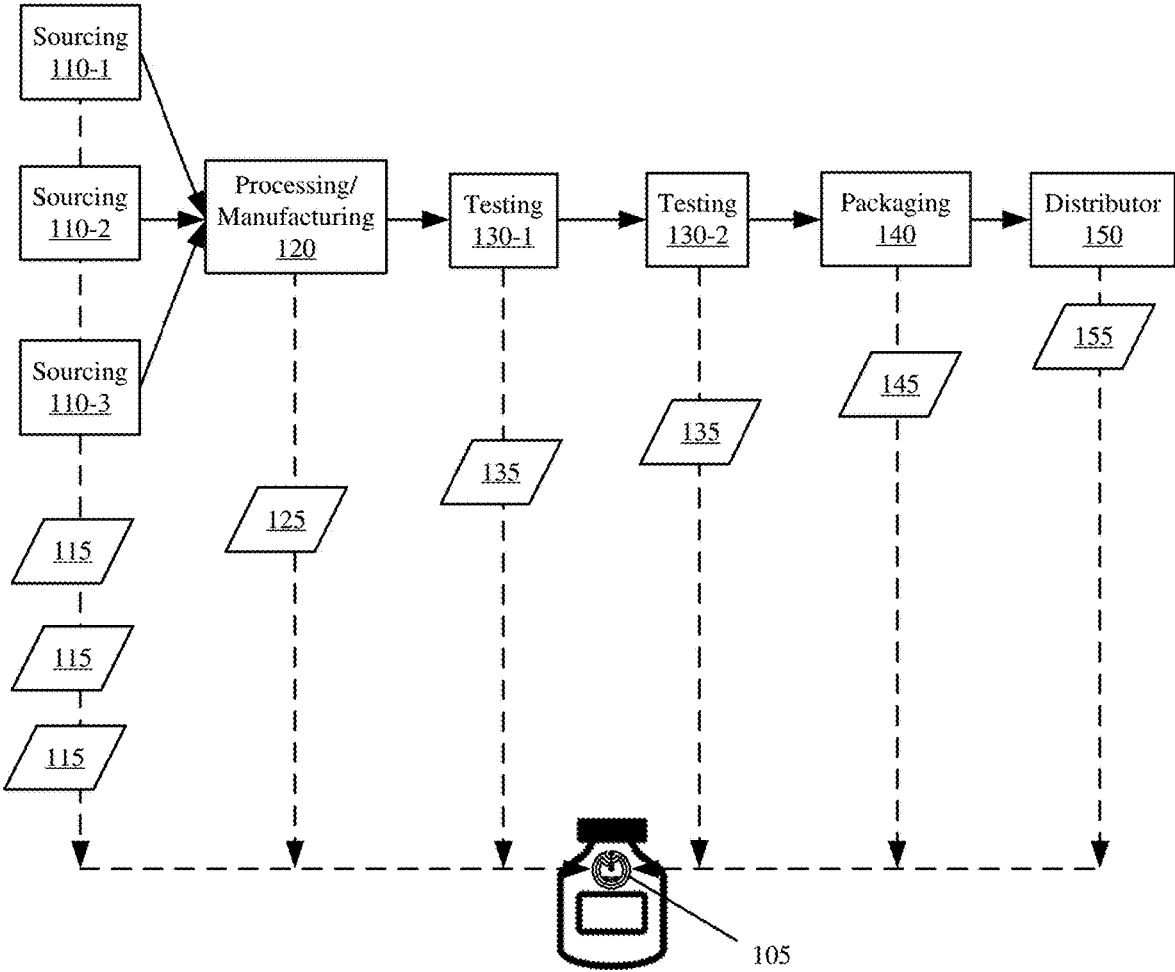 Sourcing
110-1
Sourcing
110-2
Sourcing
110-3
Processing/
Manufacturing
120
Testing
130-1
Testing
130-2
Packaging
140
Distributor
150
155
145
135
135
125
115
115
115
105